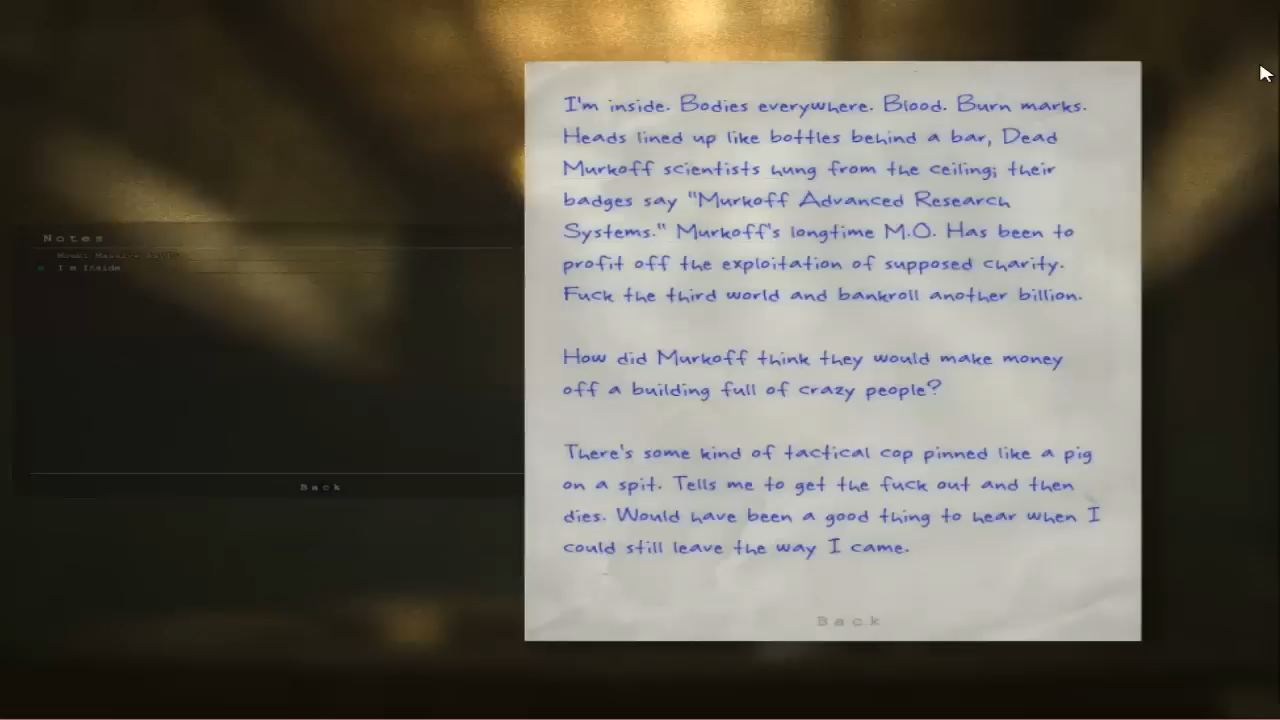 Notes
I'm Inside
Back
I'm inside. Bodies everywhere. Blood. Burn marks.
Heads lined up like bottles behind a bar, Dead
Murkoff scientists hung from the ceiling; their
badges say "Murkoff Advanced Research
Systems." Murkoff's longtime M.O. Has been to
profit off the exploitation of supposed charity.
Fuck the third world and bankroll another billion.
How did Murkoff think they would make money
off a building full of crazy people?
There's some kind of tactical cop pinned like a pig
on a spit. Tells me to get the fuck out and then
dies. Would have been a good thing to hear when I
could still leave the way I came.
Back